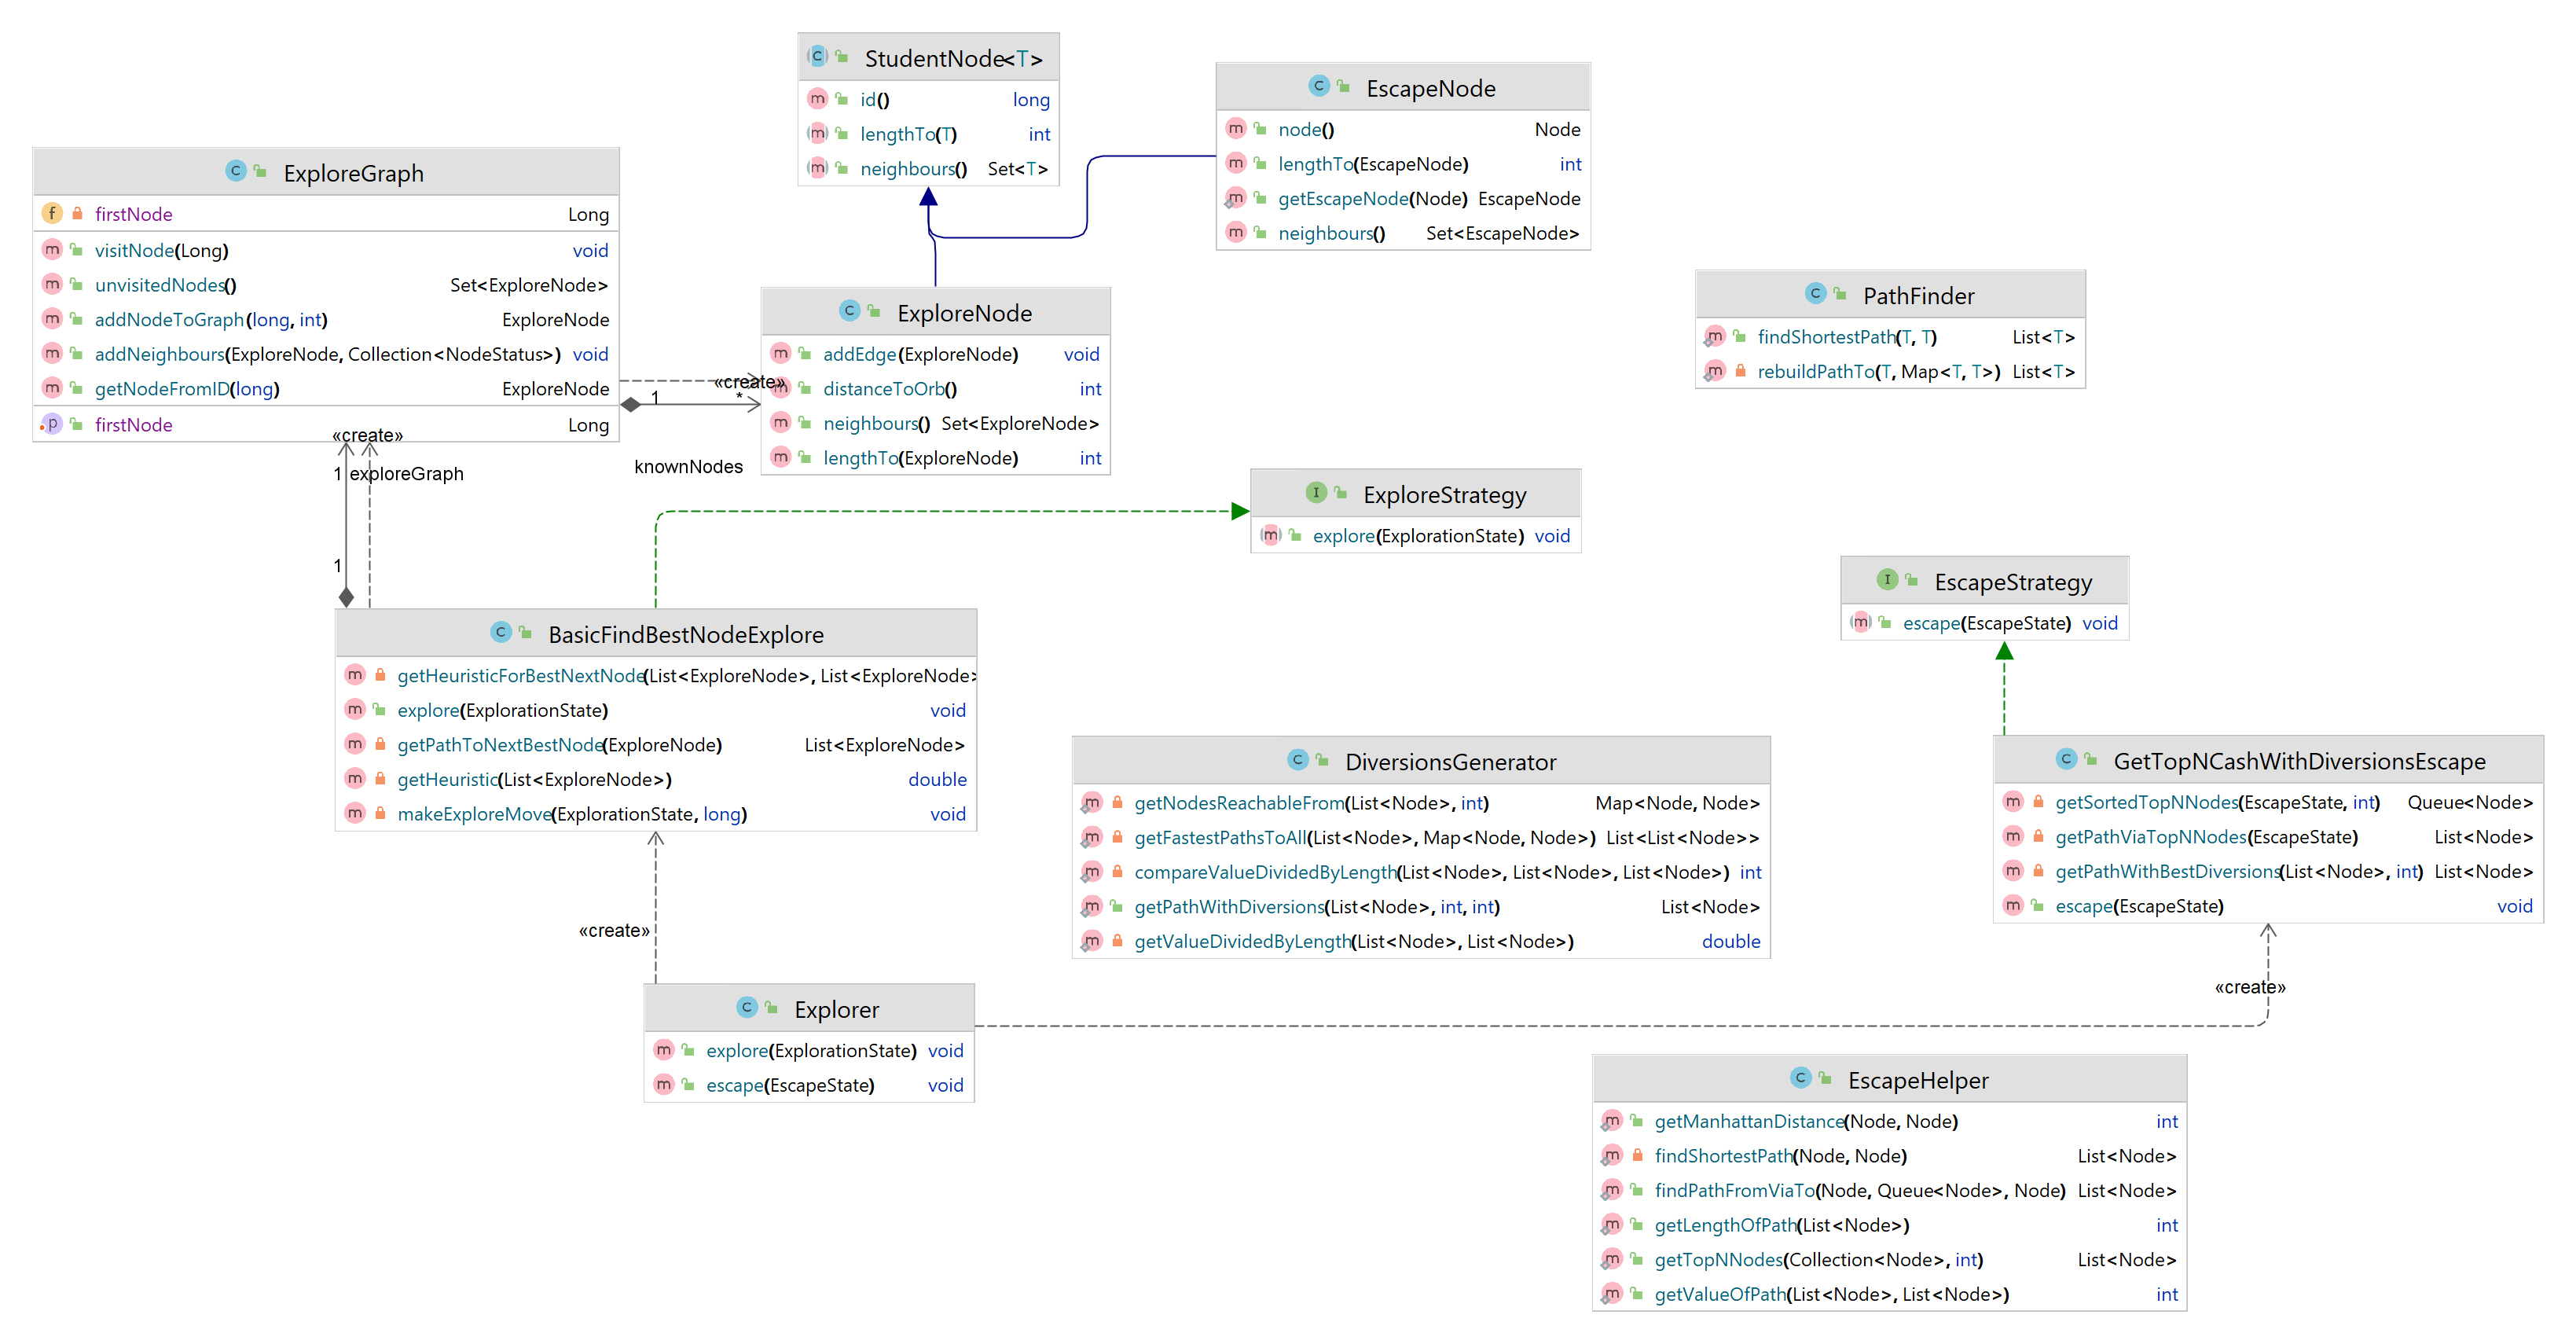 StudentNode<T>
id() long
lengthTo(T) int
neighbours() Set<T>
EscapeNode
node() Node
lengthTo(EscapeNode) int
getEscapeNode(Node) EscapeNode
neighbours() Set<EscapeNode>
ExploreGraph
firstNode Long
visitNode(Long) void
unvisitedNodes() Set<ExploreNode>
addNodeToGraph(long, int) ExploreNode
addNeighbours(ExploreNode, Collection<NodeStatus>) void
getNodeFromID(long) ExploreNode
firstNode Long
ExploreNode
addEdge(ExploreNode) void
distanceToOrb() int
neighbours() Set<ExploreNode>
lengthTo(ExploreNode) int
«create»
1
*
knownNodes
«create»
1 exploreGraph
1
PathFinder
findShortestPath(T, T) List<T>
rebuildPathTo(T, Map<T, T>) List<T>
ExploreStrategy
explore(ExplorationState) void
EscapeStrategy
escape(EscapeState) void
BasicFindBestNodeExplore
getHeuristicForBestNextNode(List<ExploreNode>, List<ExploreNode>
explore(ExplorationState) void
getPathToNextBestNode(ExploreNode) List<ExploreNode>
getHeuristic(List<ExploreNode>) double
makeExploreMove(ExplorationState, long) void
DiversionsGenerator
getNodesReachableFrom(List<Node>, int) Map<Node, Node>
getFastestPathsToAll(List<Node>, Map<Node, Node>) List<List<Node>>
compareValueDividedByLength(List<Node>, List<Node>, List<Node>) int
getPathWithDiversions(List<Node>, int, int) List<Node>
getValueDividedByLength(List<Node>, List<Node>) double
GetTopNCashWithDiversionsEscape
getSortedTopNNodes(EscapeState, int) Queue<Node>
getPathViaTopNNodes(EscapeState) List<Node>
getPathWithBestDiversions(List<Node>, int) List<Node>
escape(EscapeState) void
«create»
«create»
Explorer
explore(ExplorationState) void
escape(EscapeState) void
EscapeHelper
getManhattanDistance(Node, Node) int
findShortestPath(Node, Node) List<Node>
findPathFromViaTo(Node, Queue<Node>, Node) List<Node>
getLengthOfPath(List<Node>) int
getTopNNodes(Collection<Node>, int) List<Node>
getValueOfPath(List<Node>, List<Node>) int